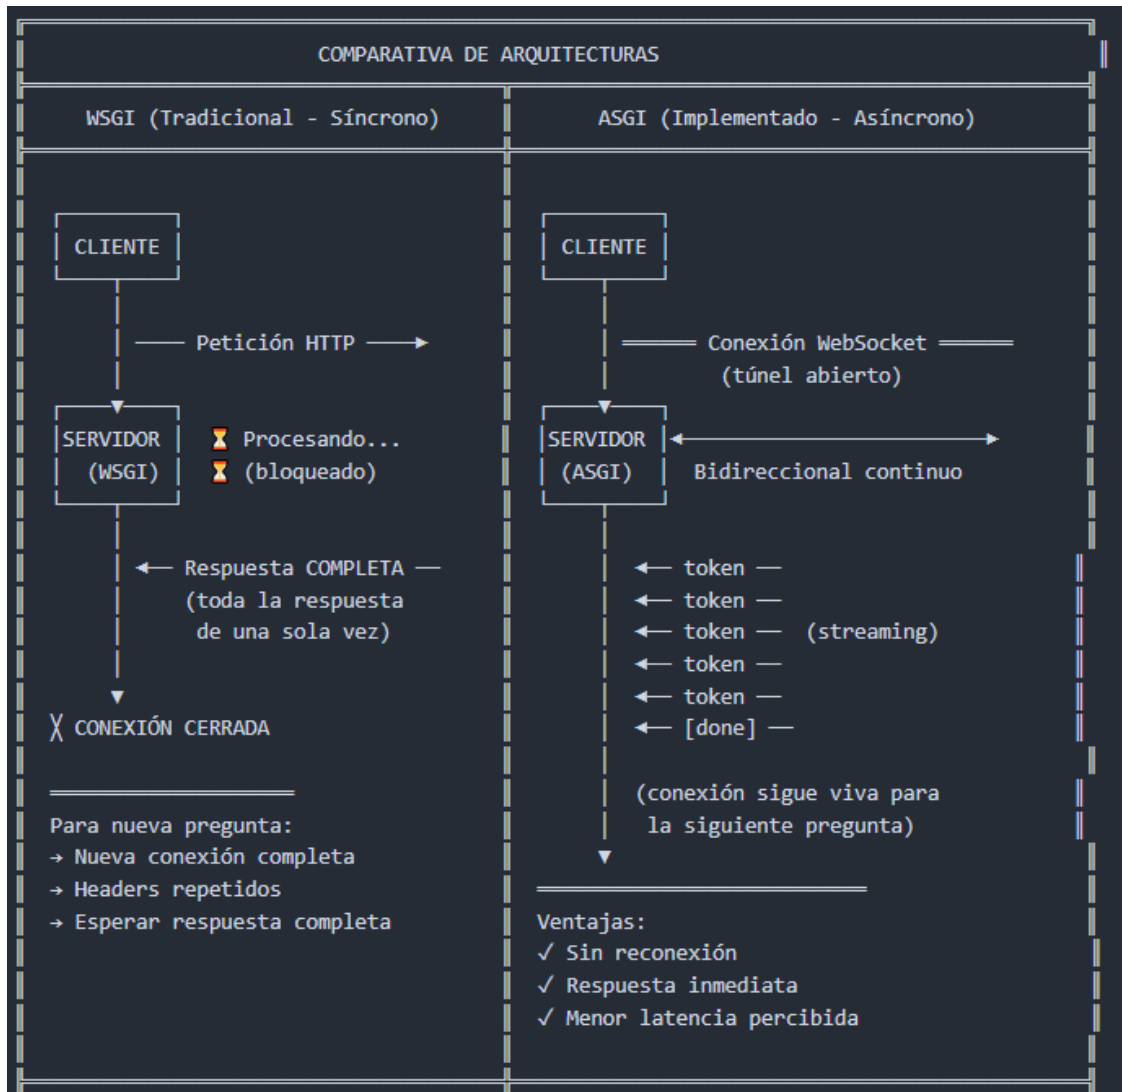 COMPARATIVA DE ARQUITECTURAS
WSGI (Tradicional - Síncrono)
CLIENTE
Petición HTTP
SERVIDOR
(WSGI)
Procesando...
(bloqueado)
Respuesta COMPLETA
(toda la respuesta
de una sola vez)
CONEXIÓN CERRADA
Para nueva pregunta:
→ Nueva conexión completa
→ Headers repetidos
→ Esperar respuesta completa
ASGI (Implementado - Asíncrono)
CLIENTE
Conexión WebSocket
(túnel abierto)
SERVIDOR
(ASGI)
Bidireccional continuo
token
token
token (streaming)
token
token
[done]
(conexión sigue viva para
la siguiente pregunta)
Ventajas:
✓ Sin reconexión
✓ Respuesta inmediata
✓ Menor latencia percibida